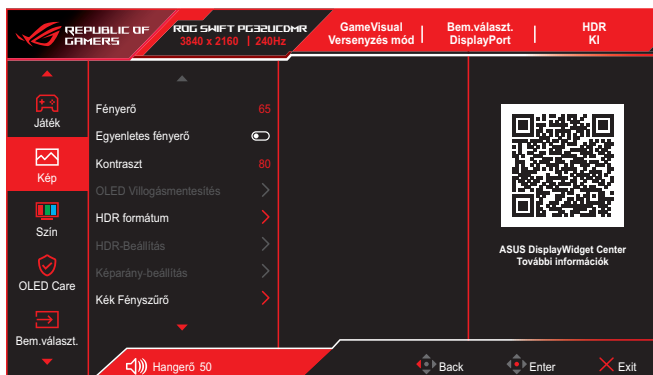 REPUBLIC OF
GAMERS
ROG SWIFT PG32UCDMR
3840 x 2160 | 240Hz
GameVisual
Versenyzés mód
Bem.választ.
DisplayPort
HDR
KI
Játék
Kép
Szín
OLED Care
Bem.választ.
Fényerő 65
Egyenletes fényerő
Kontraszt 80
OLED Villogásmentesítés
HDR formátum
HDR-Beállítás
Képarány-beállítás
Kék Fényszűrő
ASUS DisplayWidget Center
További információk
Hangerő 50
Back
Enter
Exit